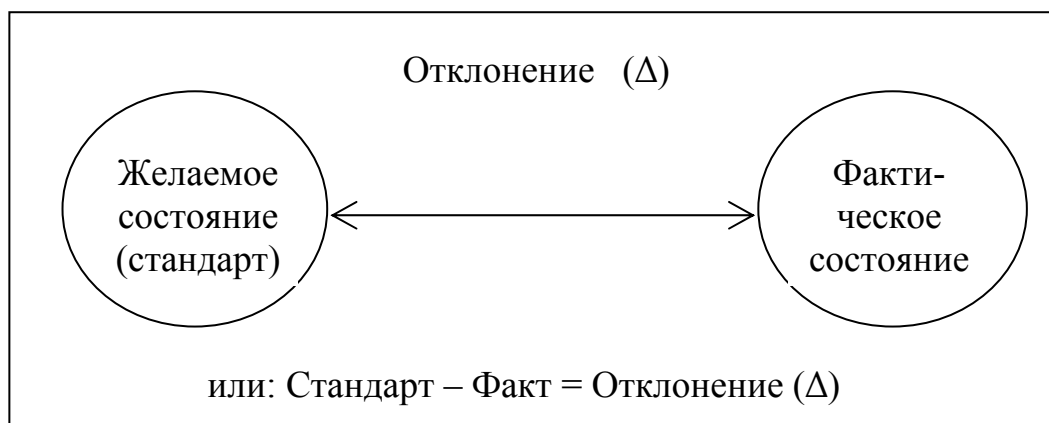 Отклонение (Δ)
Желаемое
состояние
(стандарт)
Факти-
ческое
состояние
или: Стандарт – Факт = Отклонение (Δ)